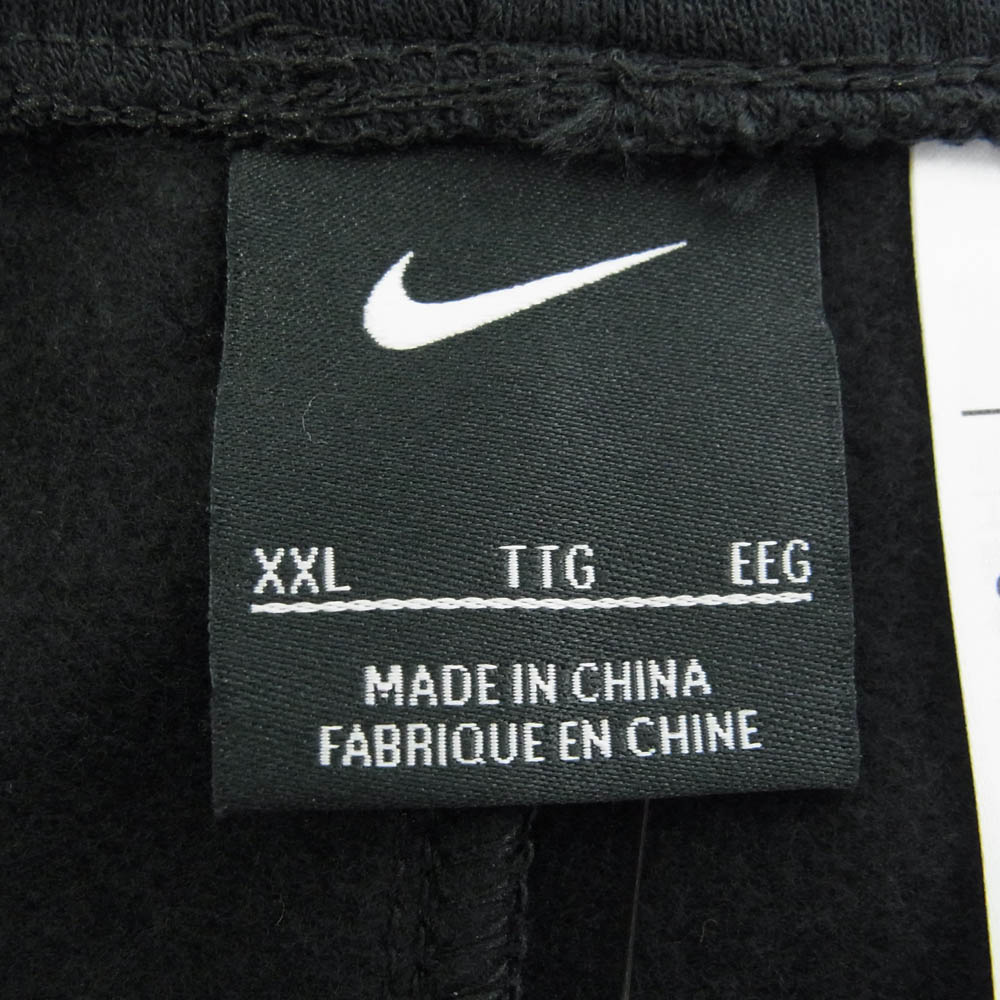 XXL TTG EEG
MADE IN CHINA
FABRIQUE EN CHINE